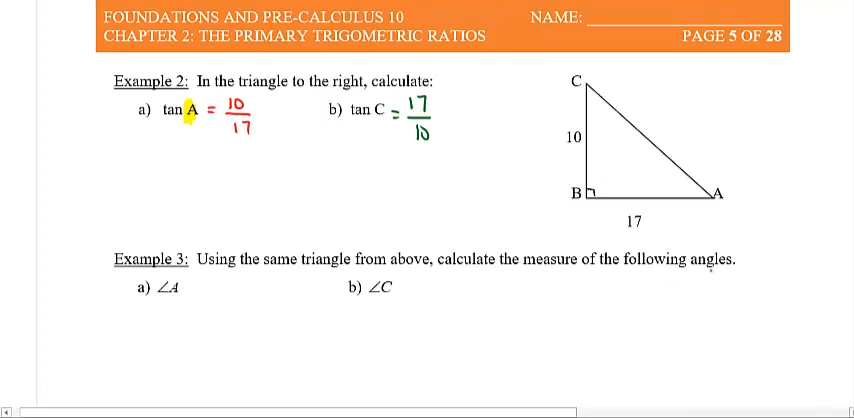 FOUNDATIONS AND PRE-CALCULUS 10 NAME: ____________________
CHAPTER 2: THE PRIMARY TRIGOMETRIC RATIOS PAGE 5 OF 28
Example 2: In the triangle to the right, calculate:
a) tan A = 10/17 b) tan C = 17/10
C
10
B A
17
Example 3: Using the same triangle from above, calculate the measure of the following angles.
a) ∠A b) ∠C